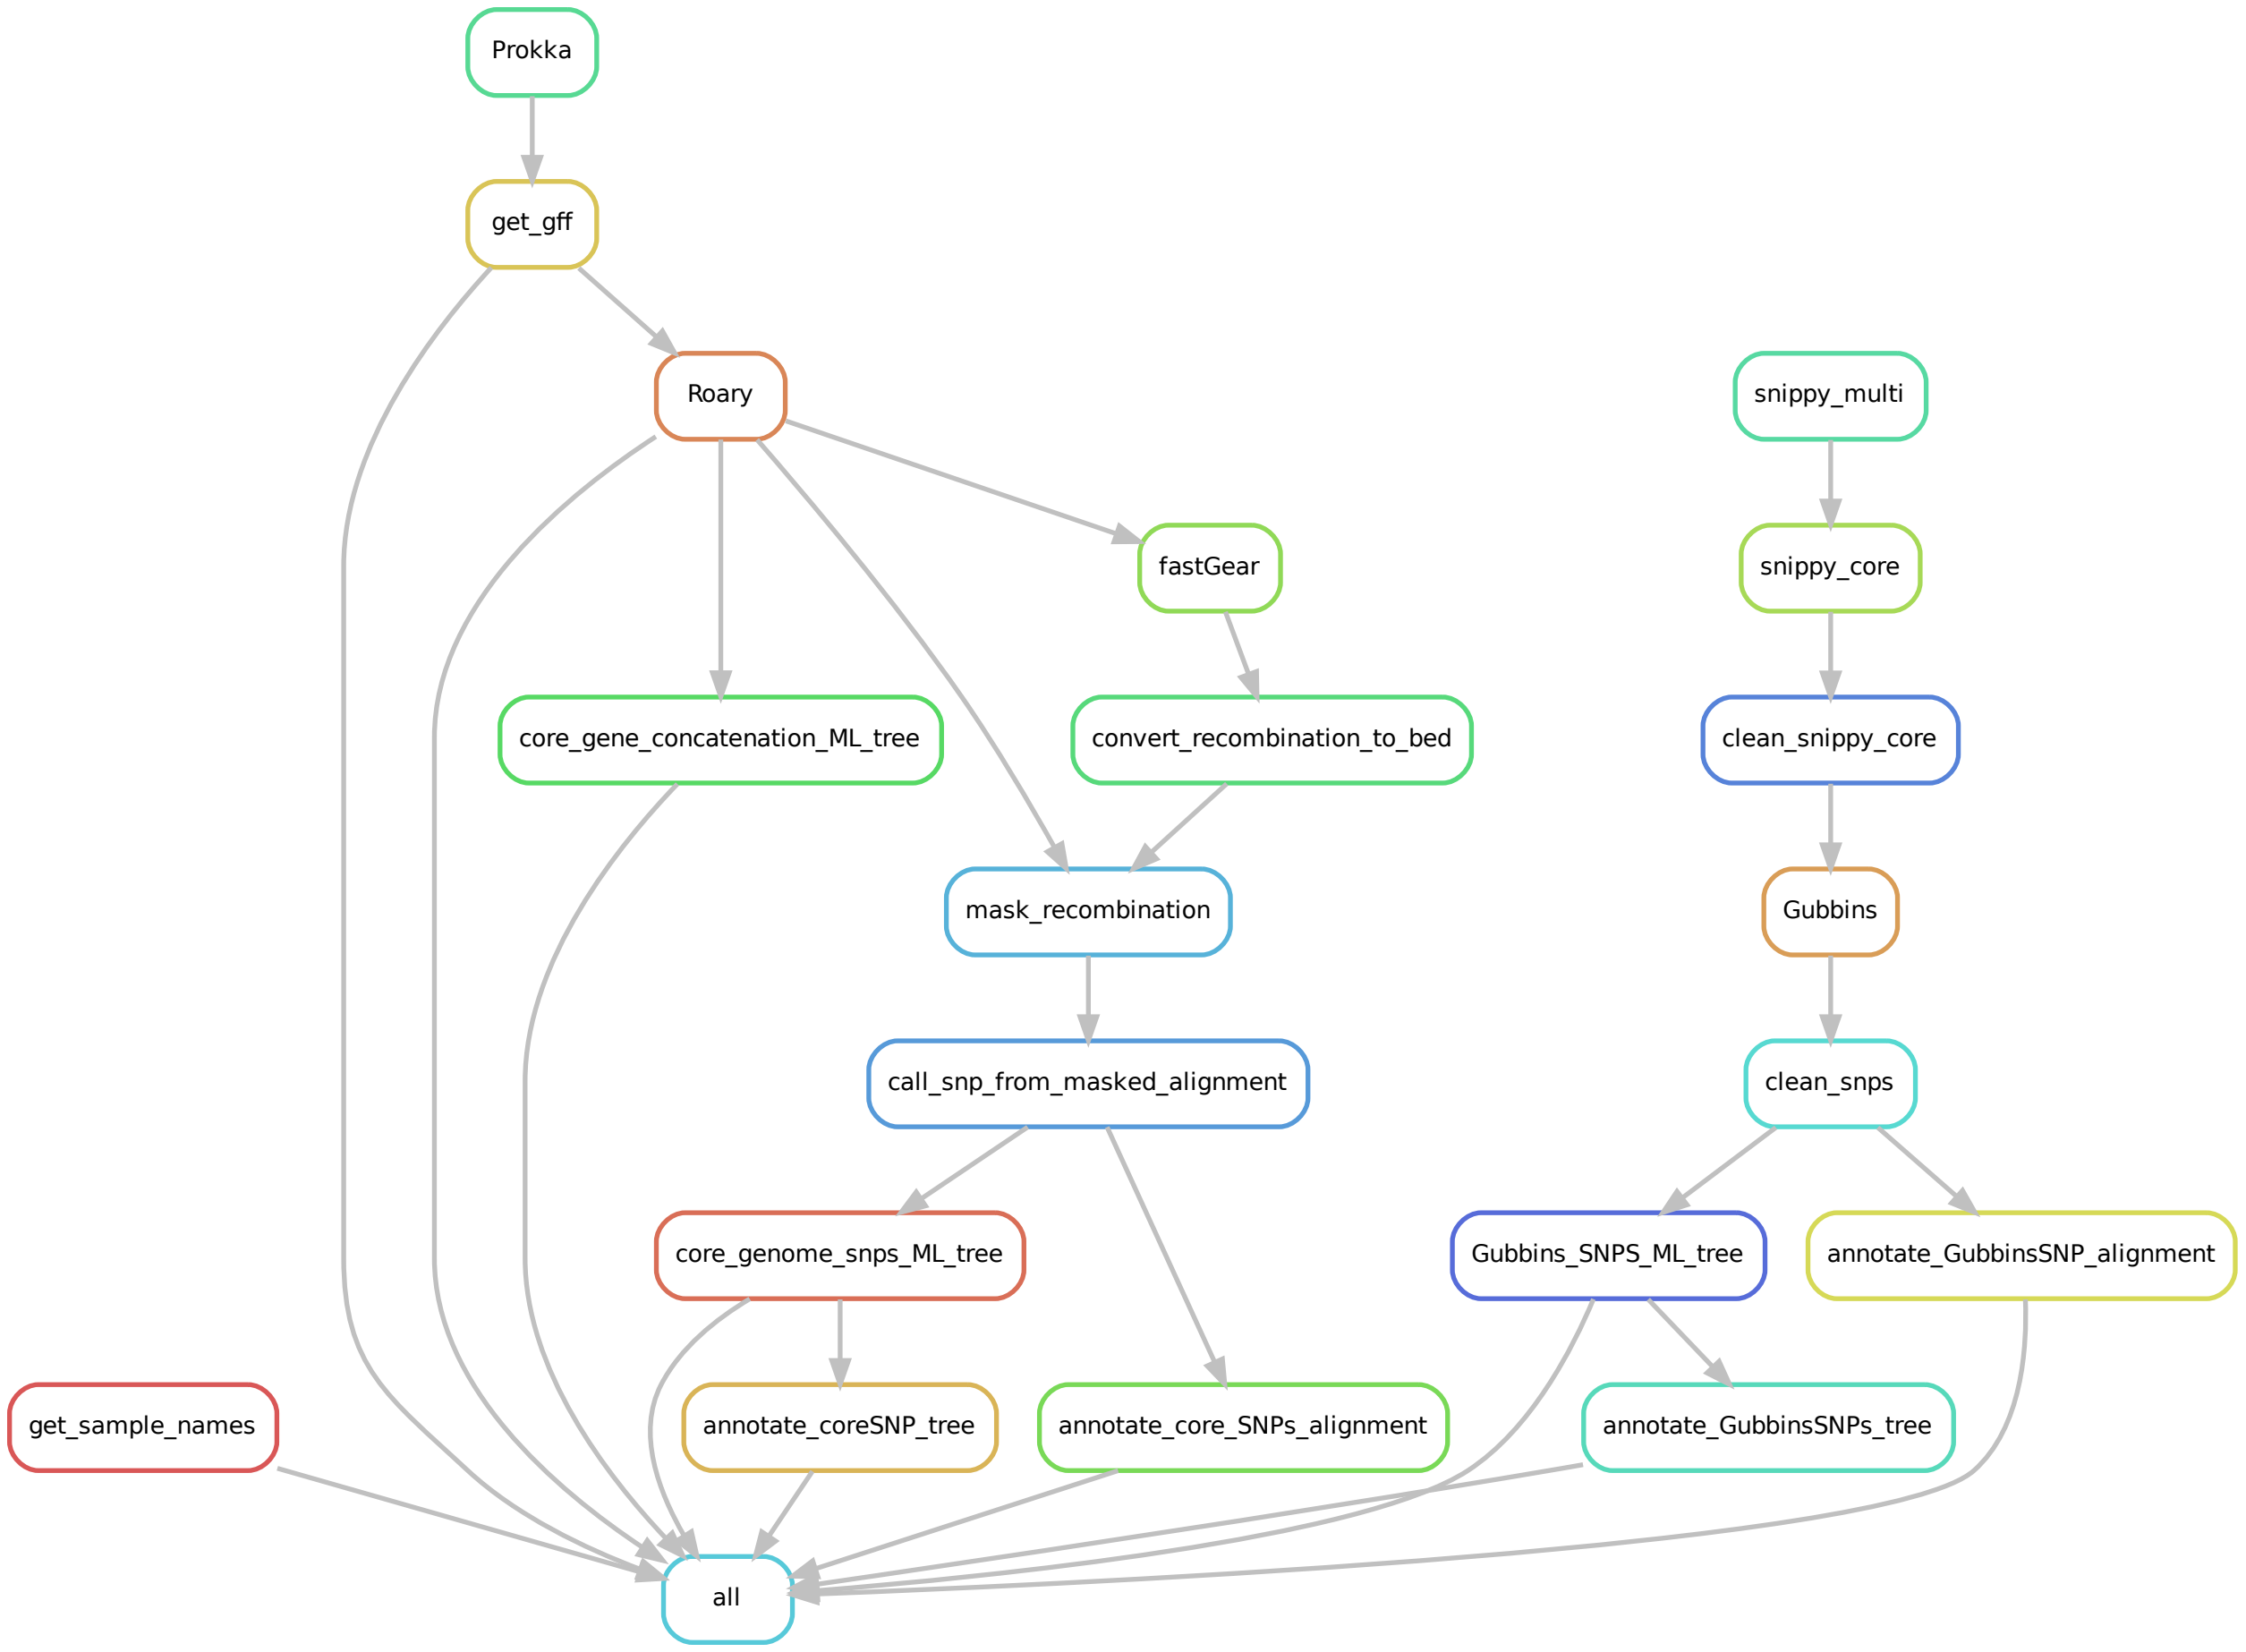 Prokka
get_gff
Roary
snippy_multi
fastGear
snippy_core
core_gene_concatenation_ML_tree
convert_recombination_to_bed
clean_snippy_core
mask_recombination
Gubbins
call_snp_from_masked_alignment
clean_snps
core_genome_snps_ML_tree
Gubbins_SNPS_ML_tree
annotate_GubbinsSNP_alignment
get_sample_names
annotate_coreSNP_tree
annotate_core_SNPs_alignment
annotate_GubbinsSNPs_tree
all